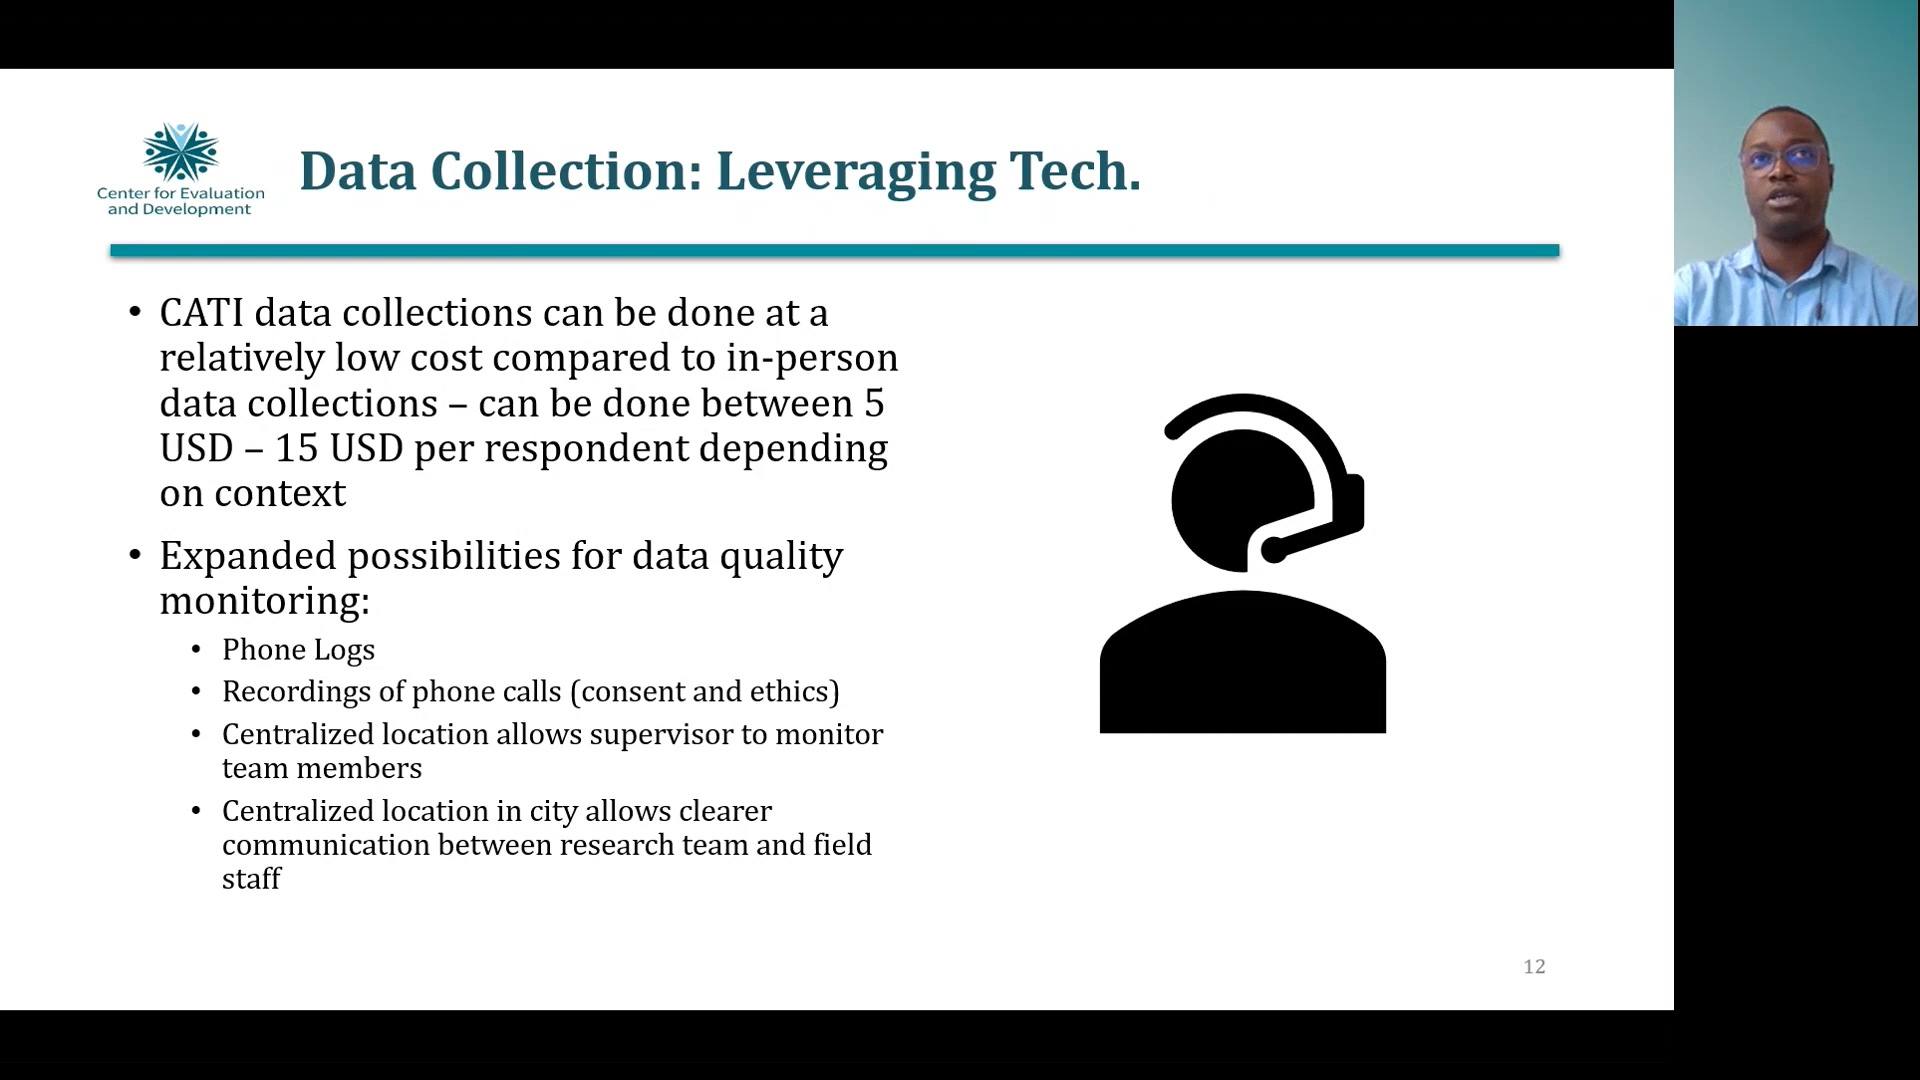 Center for Evaluation
and Development
Data Collection: Leveraging Tech.
• CATI data collections can be done at a
relatively low cost compared to in-person
data collections – can be done between 5
USD – 15 USD per respondent depending
on context
• Expanded possibilities for data quality
monitoring:
• Phone Logs
• Recordings of phone calls (consent and ethics)
• Centralized location allows supervisor to monitor
team members
• Centralized location in city allows clearer
communication between research team and field
staff
12